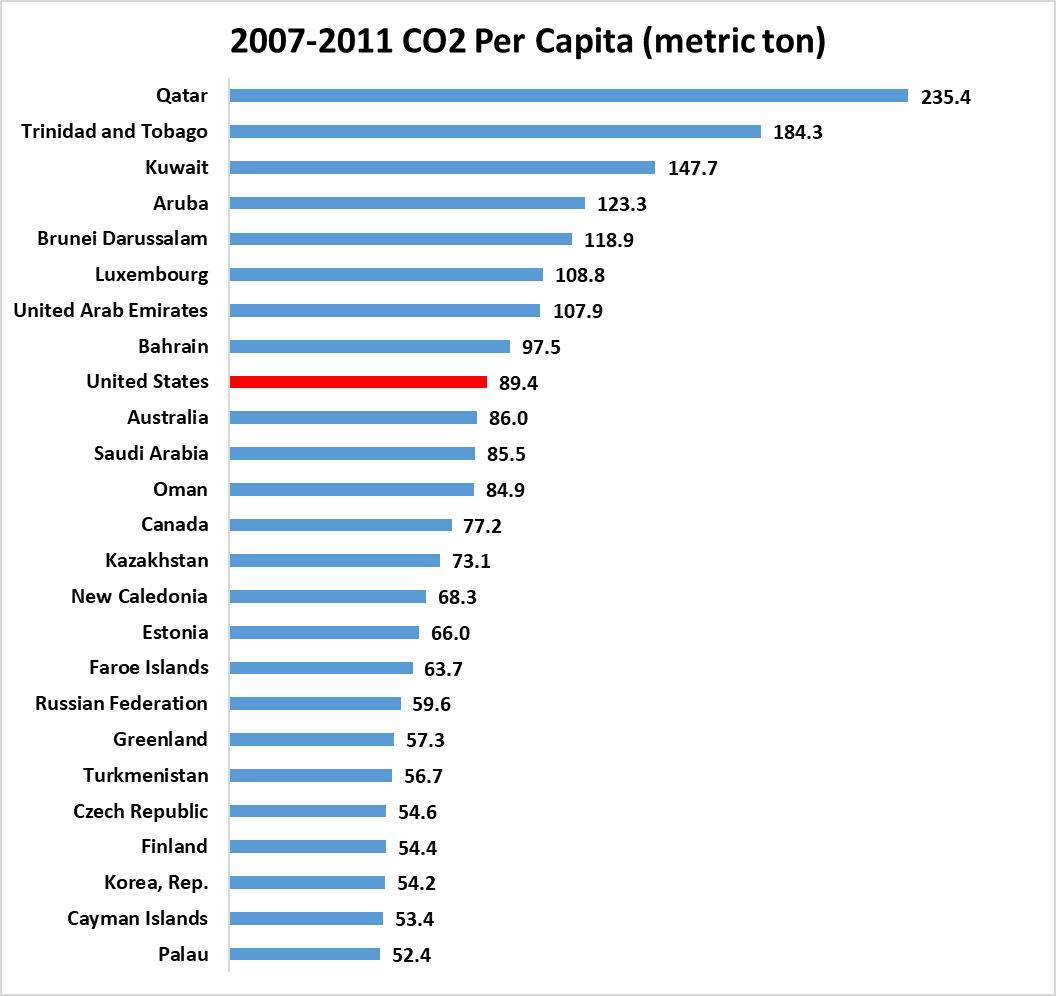 2007-2011 CO2 Per Capita (metric ton)
Qatar 235.4
Trinidad and Tobago 184.3
Kuwait 147.7
Aruba 123.3
Brunei Darussalam 118.9
Luxembourg 108.8
United Arab Emirates 107.9
Bahrain 97.5
United States 89.4
Australia 86.0
Saudi Arabia 85.5
Oman 84.9
Canada 77.2
Kazakhstan 73.1
New Caledonia 68.3
Estonia 66.0
Faroe Islands 63.7
Russian Federation 59.6
Greenland 57.3
Turkmenistan 56.7
Czech Republic 54.6
Finland 54.4
Korea, Rep. 54.2
Cayman Islands 53.4
Palau 52.4